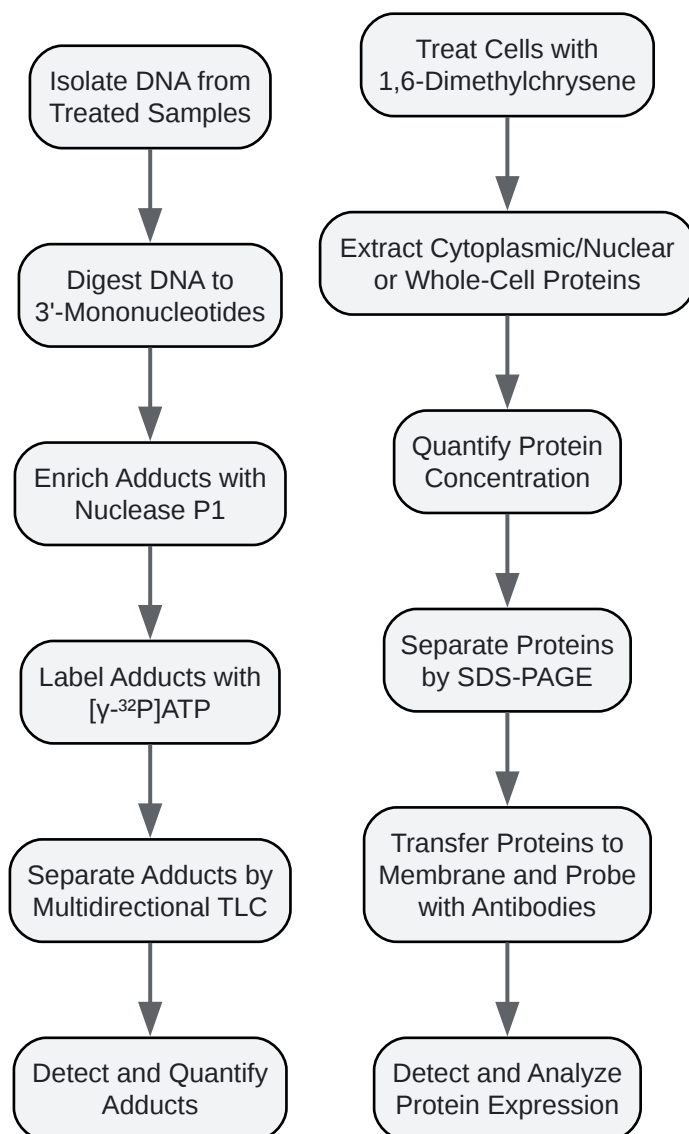 Isolate DNA from
Treated Samples
Digest DNA to
3'-Mononucleotides
Enrich Adducts with
Nuclease P1
Label Adducts with
[γ-³²P]ATP
Separate Adducts by
Multidirectional TLC
Detect and Quantify
Adducts
Treat Cells with
1,6-Dimethylchrysene
Extract Cytoplasmic/Nuclear
or Whole-Cell Proteins
Quantify Protein
Concentration
Separate Proteins
by SDS-PAGE
Transfer Proteins to
Membrane and Probe
with Antibodies
Detect and Analyze
Protein Expression